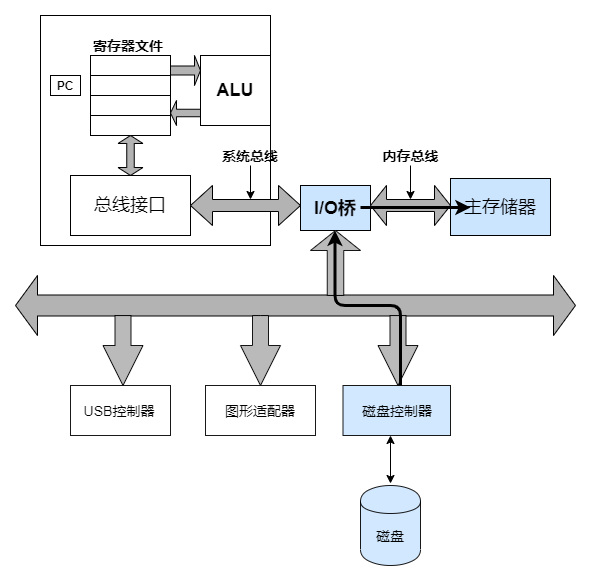 寄存器文件
PC
ALU
系统总线
内存总线
总线接口
I/O桥
主存储器
USB控制器
图形适配器
磁盘控制器
磁盘